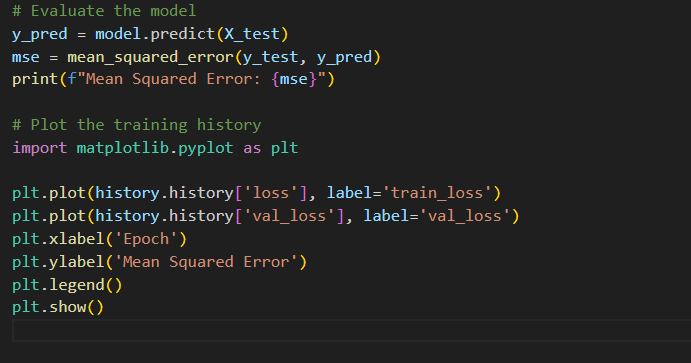 # Evaluate the model
y_pred = model.predict(X_test)
mse = mean_squared_error(y_test, y_pred)
print(f"Mean Squared Error: {mse}")
# Plot the training history
import matplotlib.pyplot as plt
plt.plot(history.history['loss'], label='train_loss')
plt.plot(history.history['val_loss'], label='val_loss')
plt.xlabel('Epoch')
plt.ylabel('Mean Squared Error')
plt.legend()
plt.show()